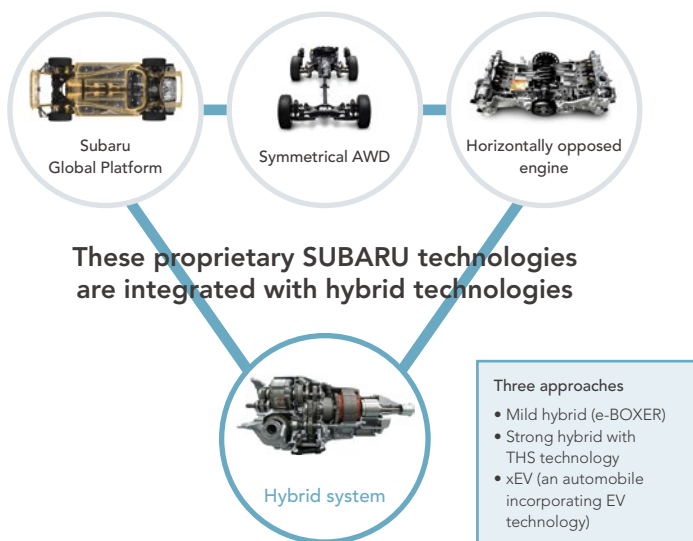 Subaru
Global Platform
Symmetrical AWD
Horizontally opposed
engine
These proprietary SUBARU technologies
are integrated with hybrid technologies
Hybrid system
Three approaches
• Mild hybrid (e-BOXER)
• Strong hybrid with
THS technology
• xEV (an automobile
incorporating EV
technology)